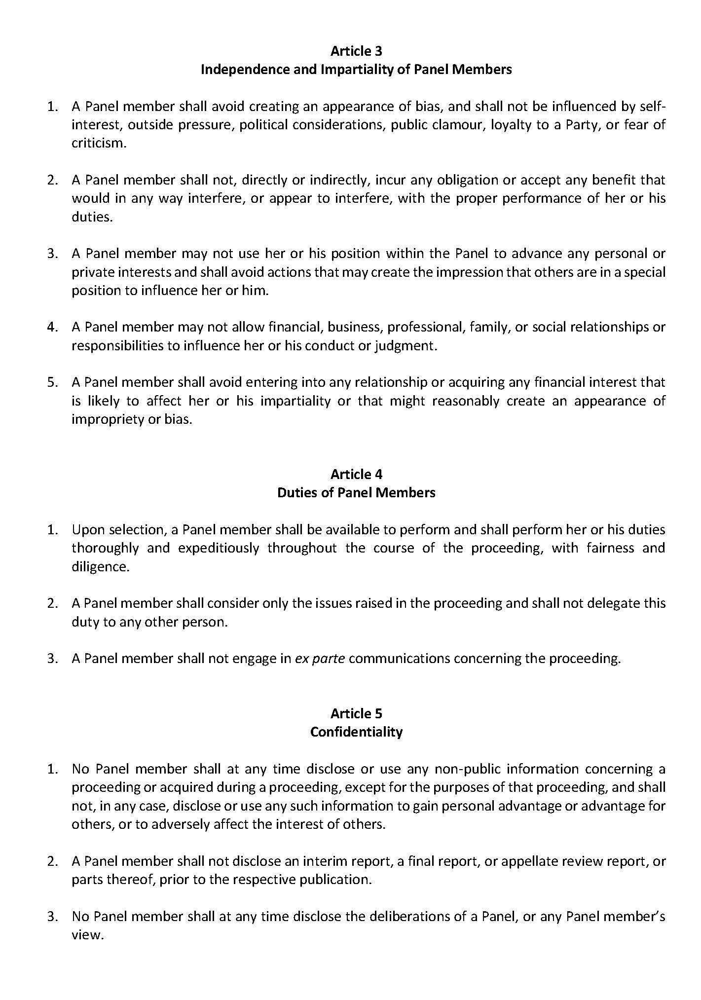 Article 3
Independence and Impartiality of Panel Members
1. A Panel member shall avoid creating an appearance of bias, and shall not be influenced by self-
interest, outside pressure, political considerations, public clamour, loyalty to a Party, or fear of
criticism.
2. A Panel member shall not, directly or indirectly, incur any obligation or accept any benefit that
would in any way interfere, or appear to interfere, with the proper performance of her or his
duties.
3. A Panel member may not use her or his position within the Panel to advance any personal or
private interests and shall avoid actions that may create the impression that others are in a special
position to influence her or him.
4. A Panel member may not allow financial, business, professional, family, or social relationships or
responsibilities to influence her or his conduct or judgment.
5. A Panel member shall avoid entering into any relationship or acquiring any financial interest that
is likely to affect her or his impartiality or that might reasonably create an appearance of
impropriety or bias.
Article 4
Duties of Panel Members
1. Upon selection, a Panel member shall be available to perform and shall perform her or his duties
thoroughly and expeditiously throughout the course of the proceeding, with fairness and
diligence.
2. A Panel member shall consider only the issues raised in the proceeding and shall not delegate this
duty to any other person.
3. A Panel member shall not engage in ex parte communications concerning the proceeding.
Article 5
Confidentiality
1. No Panel member shall at any time disclose or use any non-public information concerning a
proceeding or acquired during a proceeding, except for the purposes of that proceeding, and shall
not, in any case, disclose or use any such information to gain personal advantage or advantage for
others, or to adversely affect the interest of others.
2. A Panel member shall not disclose an interim report, a final report, or appellate review report, or
parts thereof, prior to the respective publication.
3. No Panel member shall at any time disclose the deliberations of a Panel, or any Panel member’s
view.